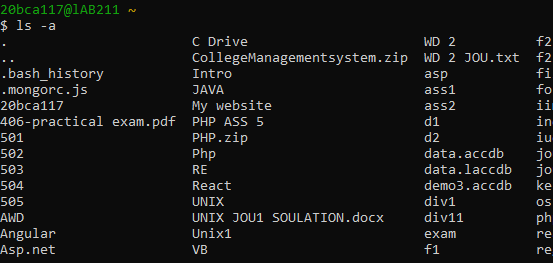 20bca117@lAB211 ~
$ ls -a
. C Drive WD 2 f2
.. CollegeManagementsystem.zip WD 2 JOU.txt f2
.bash_history Intro asp fi
.mongorc.js JAVA ass1 fo
20bca117 My website ass2 iin
406-practical exam.pdf PHP ASS 5 d1 in
501 PHP.zip d2 iu
502 Php data.accdb jo
503 RE data.laccdb jo
504 React demo3.accdb ke
505 UNIX div1 os
AWD UNIX JOU1 SOULATION.docx div11 ph
Angular Unix1 exam re
Asp.net VB f1 re